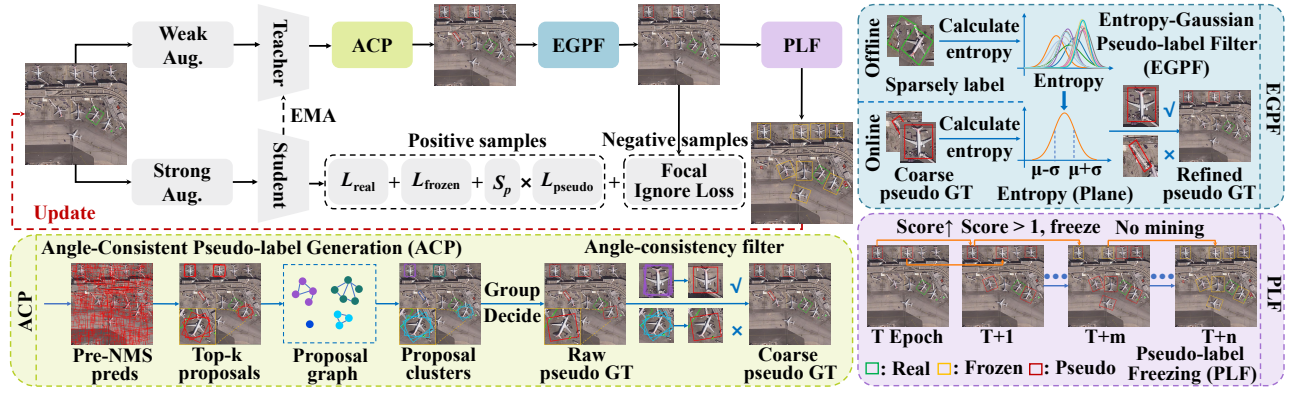 Weak
Aug.
Teacher
ACP
EGPF
PLF
EMA
Strong
Aug.
Student
Positive samples
Negative samples
L_real + L_frozen + S_p × L_pseudo +
Focal
Ignore Loss
Update
Offline
Calculate
entropy
Sparsely label
Entropy
Entropy-Gaussian
Pseudo-label Filter
(EGPF)
EGPF
Online
Calculate
entropy
Coarse
pseudo GT
μ-σ
μ+σ
Entropy (Plane)
√
×
Refined
pseudo GT
Angle-Consistent Pseudo-label Generation (ACP)
Angle-consistency filter
ACP
Group
Decide
√
×
Pre-NMS
preds
Top-k
proposals
Proposal
graph
Proposal
clusters
Raw
pseudo GT
Coarse
pseudo GT
Score↑
Score > 1, freeze
No mining
PLF
T Epoch
T+1
T+m
T+n
: Real
: Frozen
: Pseudo
Pseudo-label
Freezing (PLF)